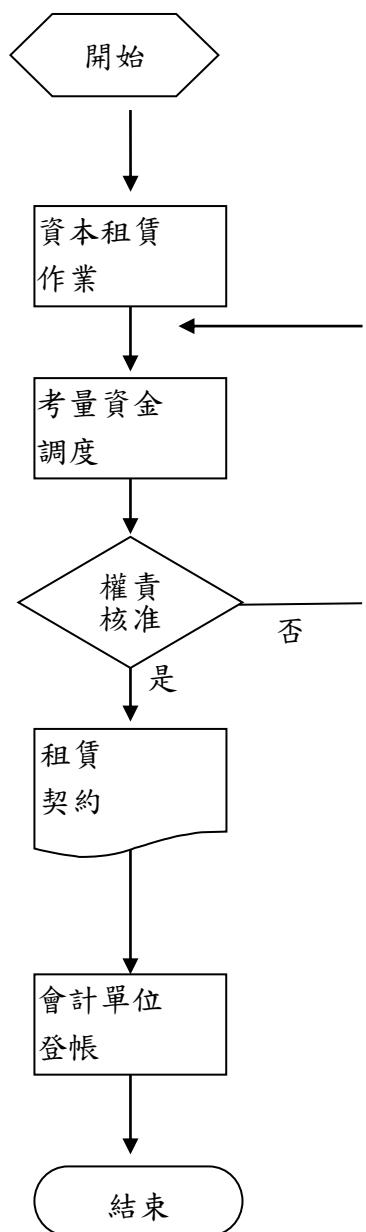 開始
資本租賃
作業
考量資金
調度
權責
核准
否
是
租賃
契約
會計單位
登帳
結束